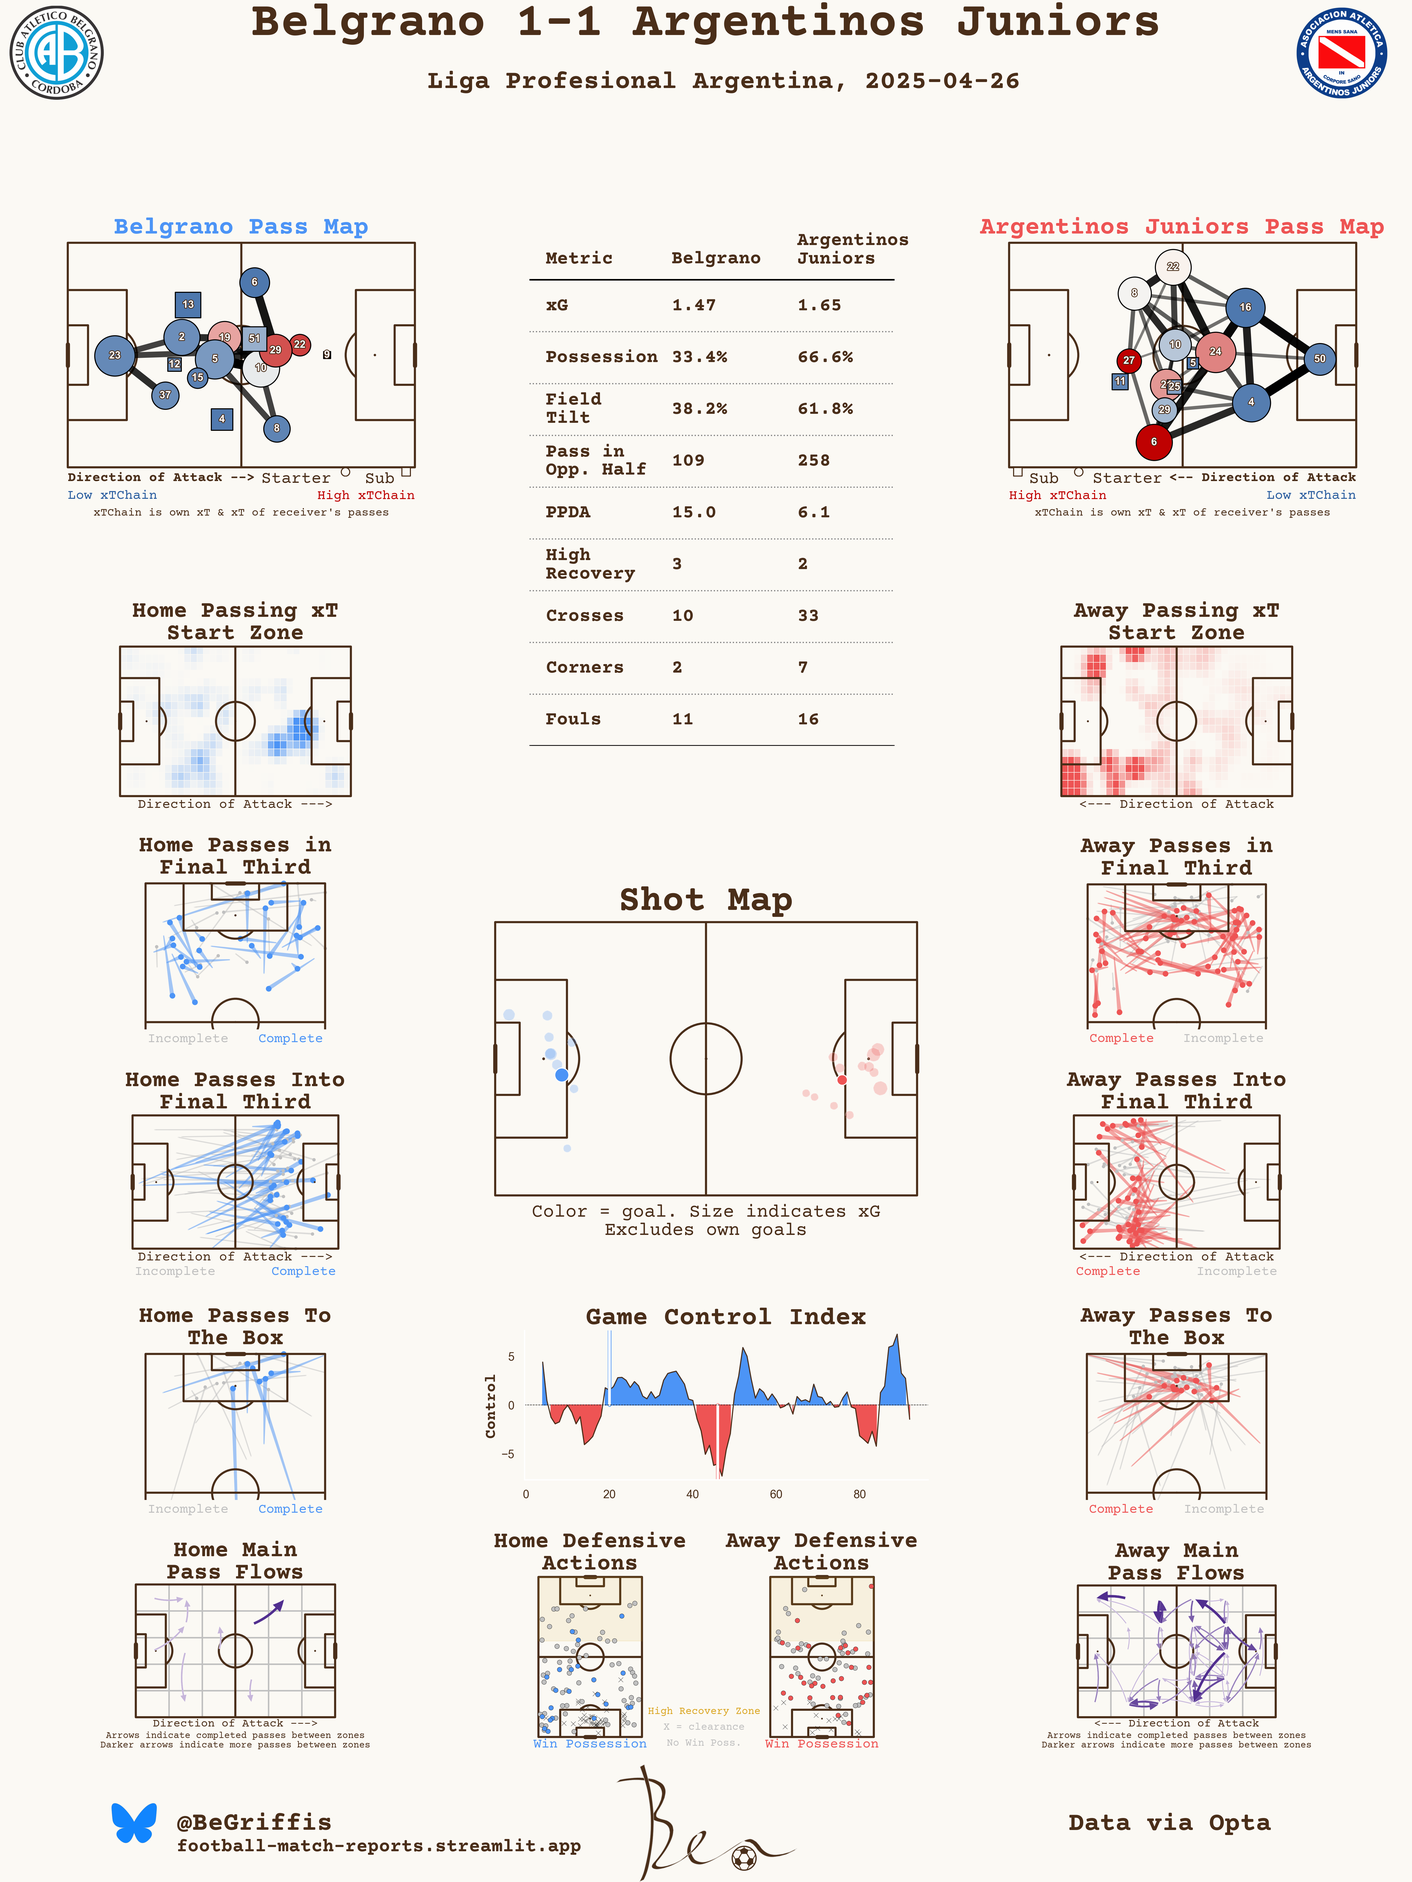 Belgrano 1-1 Argentinos Juniors
Liga Profesional Argentina, 2025-04-26
CLUB ATLETICO BELGRANO
CORDOBA
ASOCIACION ATLETICA
MENS SANA
IN
CORPORE SANO
ARGENTINOS JUNIORS
Belgrano Pass Map
6
13
2
19
51
29
22
9
23
12
5
10
15
37
4
8
Direction of Attack --> Starter Sub
Low xTChain High xTChain
xTChain is own xT & xT of receiver's passes
Metric Belgrano Argentinos Juniors
xG 1.47 1.65
Possession 33.4% 66.6%
Field Tilt 38.2% 61.8%
Pass in Opp. Half 109 258
PPDA 15.0 6.1
High Recovery 3 2
Crosses 10 33
Corners 2 7
Fouls 11 16
Argentinos Juniors Pass Map
22
8
16
10
24
27
5
50
11
25
29
4
6
Sub Starter <-- Direction of Attack
High xTChain Low xTChain
xTChain is own xT & xT of receiver's passes
Home Passing xT
Start Zone
Direction of Attack --->
Away Passing xT
Start Zone
<--- Direction of Attack
Home Passes in
Final Third
Incomplete Complete
Away Passes in
Final Third
Complete Incomplete
Shot Map
Color = goal. Size indicates xG
Excludes own goals
Home Passes Into
Final Third
Direction of Attack --->
Incomplete Complete
Away Passes Into
Final Third
<--- Direction of Attack
Complete Incomplete
Home Passes To
The Box
Incomplete Complete
Game Control Index
Control
5
0
−5
0 20 40 60 80
Away Passes To
The Box
Complete Incomplete
Home Main
Pass Flows
Direction of Attack --->
Arrows indicate completed passes between zones
Darker arrows indicate more passes between zones
Home Defensive
Actions
Win Possession
High Recovery Zone
X = clearance
No Win Poss.
Away Defensive
Actions
Win Possession
Away Main
Pass Flows
<--- Direction of Attack
Arrows indicate completed passes between zones
Darker arrows indicate more passes between zones
@BeGriffis
football-match-reports.streamlit.app
Ben
Data via Opta